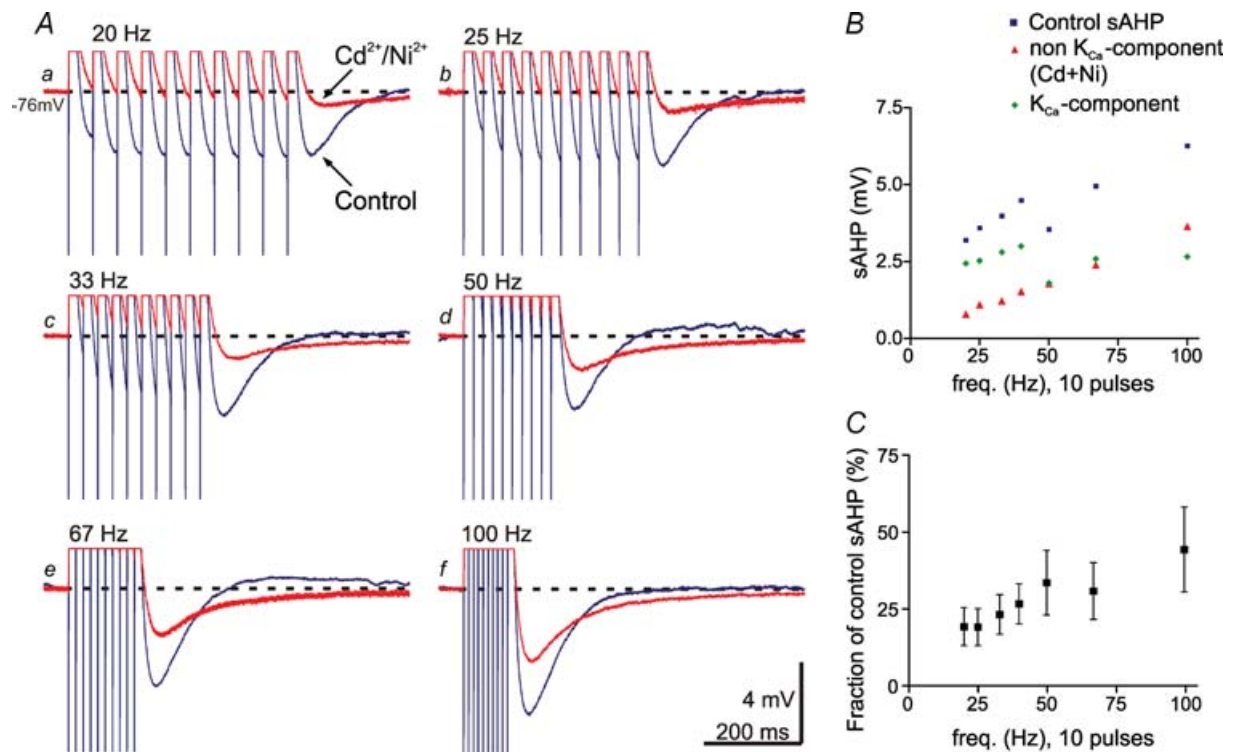 A
20 Hz
Cd²⁺/Ni²⁺
25 Hz
a
b
-76mV
Control
33 Hz
50 Hz
c
d
67 Hz
100 Hz
e
f
4 mV
200 ms
B
Control sAHP
non K_Ca-component
(Cd+Ni)
K_Ca-component
7.5
5.0
2.5
0.0
sAHP (mV)
0 25 50 75 100
freq. (Hz), 10 pulses
C
75
50
25
0
Fraction of control sAHP (%)
0 25 50 75 100
freq. (Hz), 10 pulses